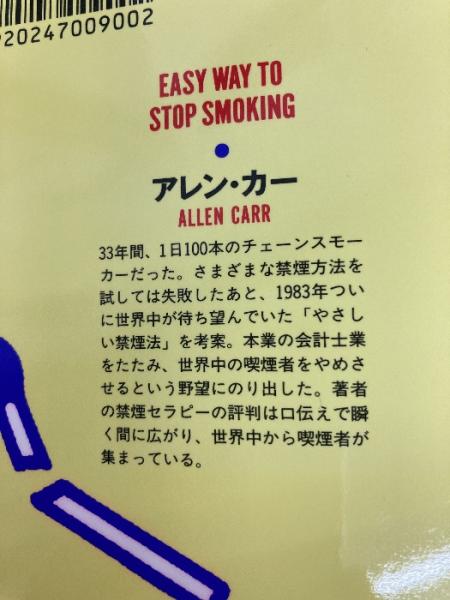 920247009002
EASY WAY TO
STOP SMOKING
アレン・カー
ALLEN CARR
33年間、1日100本のチェーンスモー
カーだった。さまざまな禁煙方法を
試しては失敗したあと、1983年つい
に世界中が待ち望んでいた「やさし
い禁煙法」を考案。本業の会計士業
をたたみ、世界中の喫煙者をやめさ
せるという野望にのり出した。著者
の禁煙セラピーの評判は口伝えで瞬
く間に広がり、世界中から喫煙者が
集まっている。